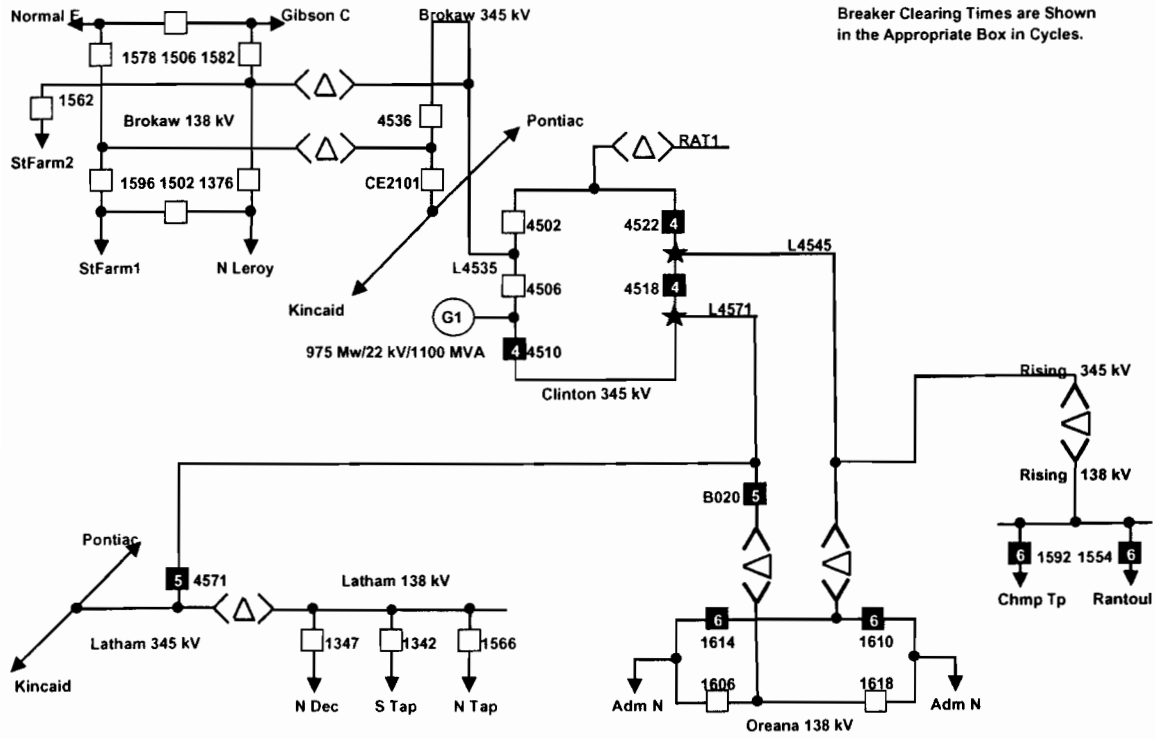 Normal E
Gibson C
Brokaw 345 kV
Breaker Clearing Times are Shown
in the Appropriate Box in Cycles.
1578 1506 1582
1562
Brokaw 138 kV
4536
Pontiac
RAT1
StFarm2
1596 1502 1376
CE2101
4502
4522
4
L4545
StFarm1
N Leroy
L4535
4506
4518
4
L4571
Kincaid
G1
975 Mw/22 kV/1100 MVA
4
4510
Clinton 345 kV
Rising 345 kV
Rising 138 kV
B020
5
Pontiac
5
4571
Latham 138 kV
6
1592
1554
6
Chmp Tp
Rantoul
Latham 345 kV
1347
1342
1566
6
1614
6
1610
Kincaid
N Dec
S Tap
N Tap
Adm N
1606
1618
Adm N
Oreana 138 kV